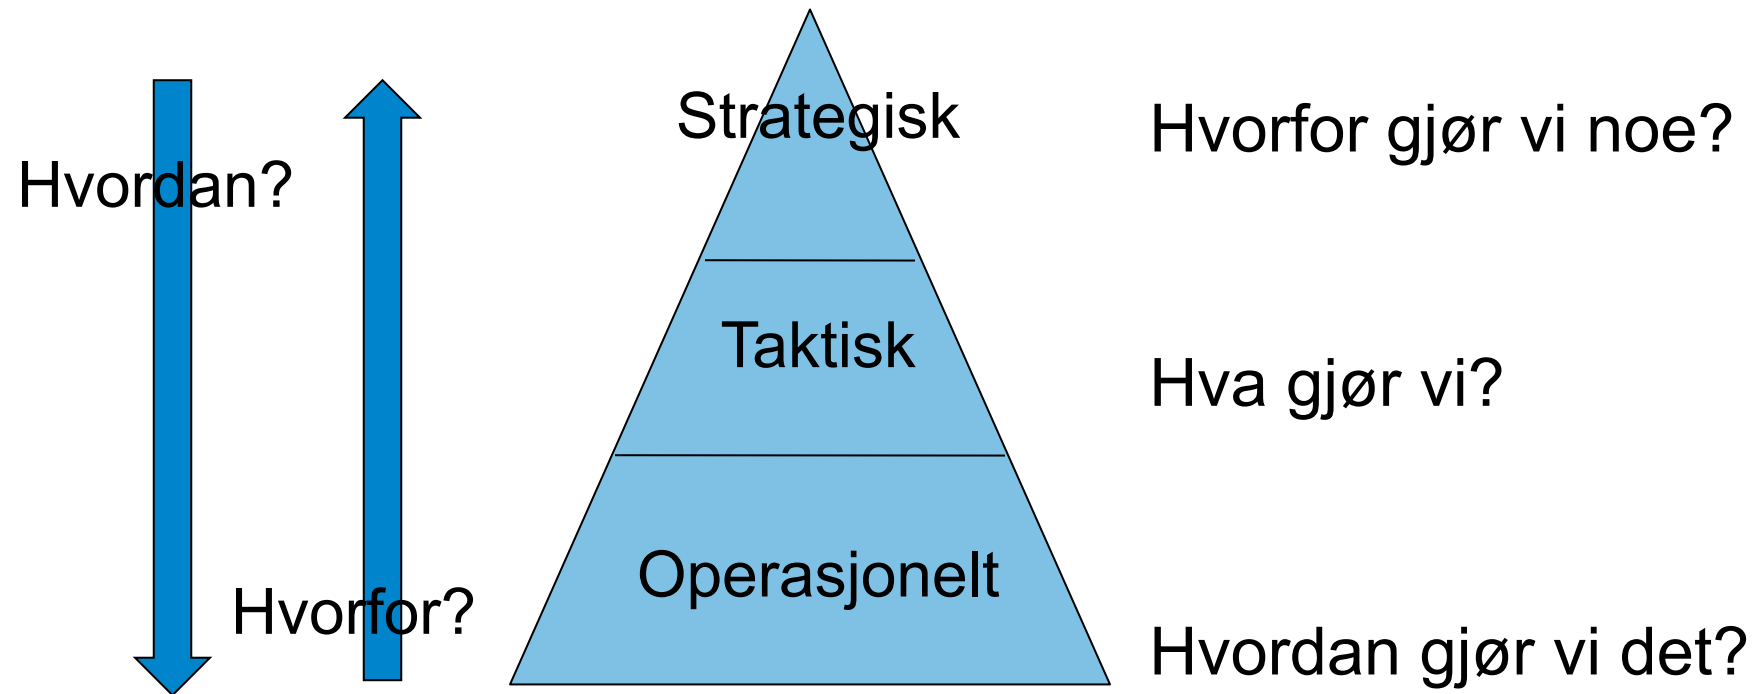 Strategisk
Hvorfor gjør vi noe?
Hvordan?
Taktisk
Hva gjør vi?
Operasjonelt
Hvorfor?
Hvordan gjør vi det?